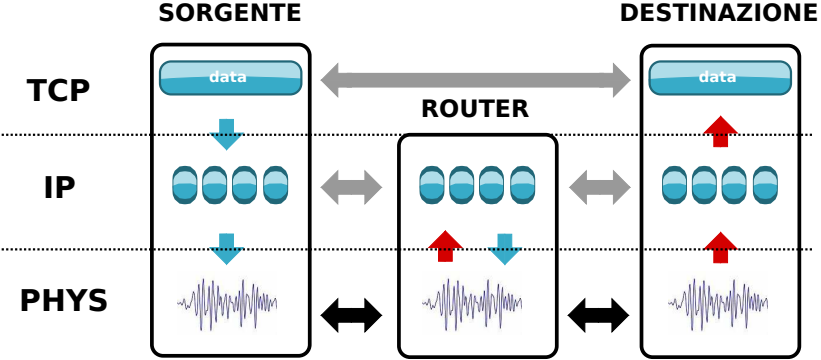 SORGENTE
DESTINAZIONE
TCP
data
data
ROUTER
IP
PHYS